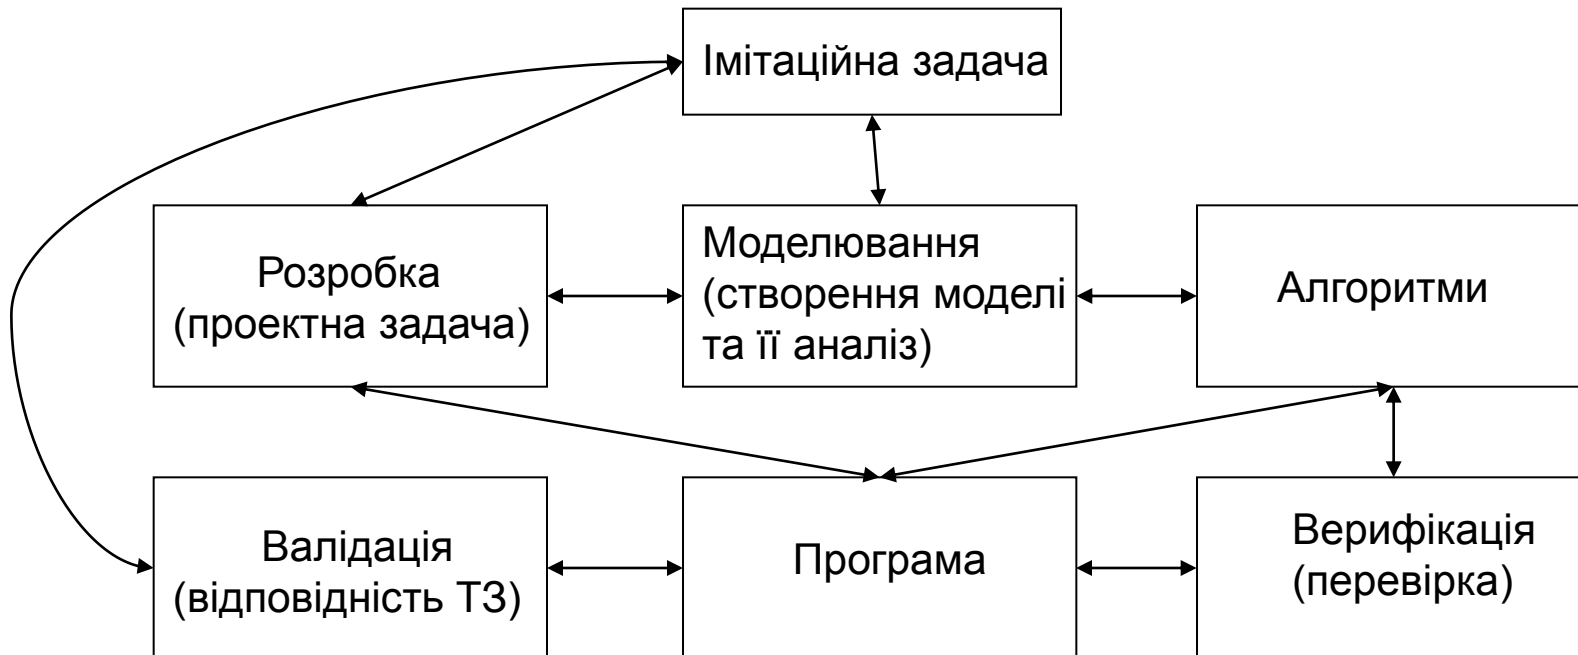 Імітаційна задача
Розробка
(проектна задача)
Моделювання
(створення моделі
та її аналіз)
Алгоритми
Валідація
(відповідність ТЗ)
Програма
Верифікація
(перевірка)